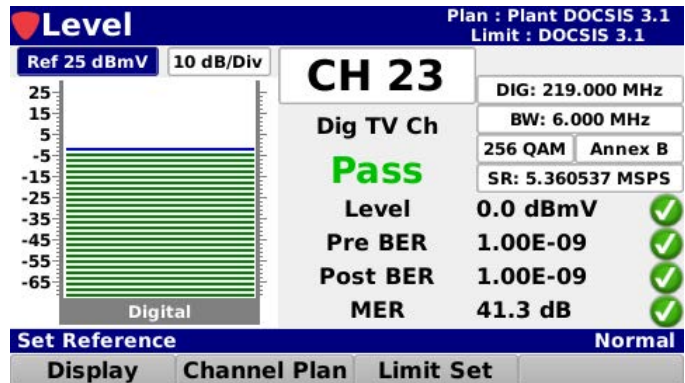 Level
Plan : Plant DOCSIS 3.1
Limit : DOCSIS 3.1
Ref 25 dBmV
10 dB/Div
CH 23
DIG: 219.000 MHz
BW: 6.000 MHz
256 QAM
Annex B
SR: 5.360537 MSPS
Dig TV Ch
Pass
Level 0.0 dBmV
Pre BER 1.00E-09
Post BER 1.00E-09
MER 41.3 dB
25
15
5
-5
-15
-25
-35
-45
-55
-65
Digital
Set Reference Normal
Display Channel Plan Limit Set